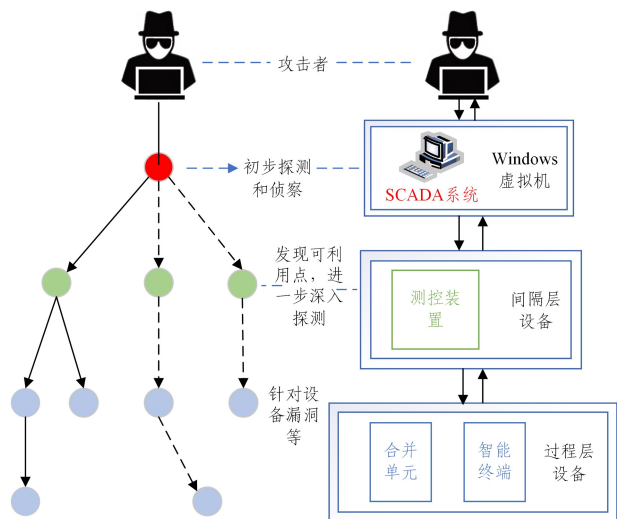 攻击者
初步探测
和侦察
Windows
虚拟机
SCADA系统
发现可利
用点，进
一步深入
探测
测控装
置
间隔层
设备
针对设
备漏洞
等
合并
单元
智能
终端
过程层
设备